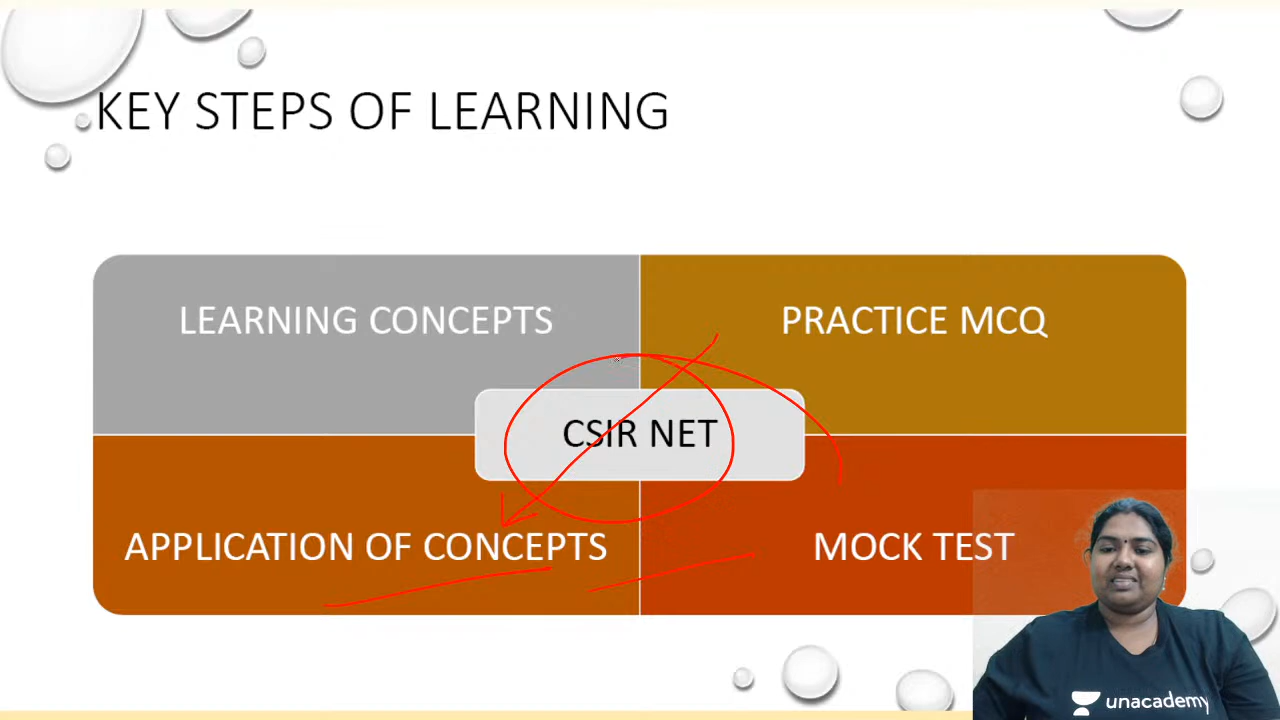 KEY STEPS OF LEARNING
LEARNING CONCEPTS
PRACTICE MCQ
CSIR NET
APPLICATION OF CONCEPTS
MOCK TEST
unacademy